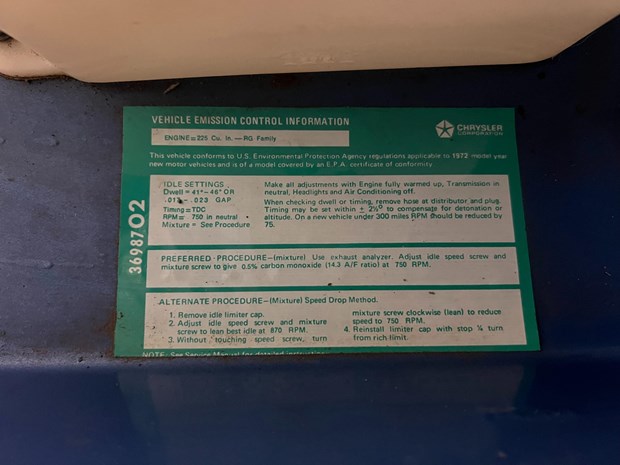 VEHICLE EMISSION CONTROL INFORMATION
CHRYSLER
CORPORATION
ENGINE = 225 Cu. In. — RG Family
This vehicle conforms to U.S. Environmental Protection Agency regulations applicable to 1972 model year
new motor vehicles and is of a model covered by an E.P.A. certificate of conformity.
IDLE SETTINGS
Dwell = 41° – 46° OR
.017 - .023 GAP
Timing = TDC
RPM = 750 in neutral
Mixture = See Procedure
Make all adjustments with Engine fully warmed up, Transmission in
neutral, Headlights and Air Conditioning off.
When checking dwell or timing, remove hose at distributor and plug.
Timing may be set within ± 2½° to compensate for detonation or
altitude. On a new vehicle under 300 miles RPM should be reduced by
75.
3698702
PREFERRED-PROCEDURE—(mixture) Use exhaust analyzer. Adjust idle speed screw and
mixture screw to give 0.5% carbon monoxide (14.3 A/F ratio) at 750 RPM.
ALTERNATE PROCEDURE—(Mixture) Speed Drop Method.
1. Remove idle limiter cap.
2. Adjust idle speed screw and mixture
screw to lean best idle at 870 RPM.
3. Without touching speed screw, turn
mixture screw clockwise (lean) to reduce
speed to 750 RPM.
4. Reinstall limiter cap with stop ¼ turn
from rich limit.
NOTE: See Service Manual for detailed